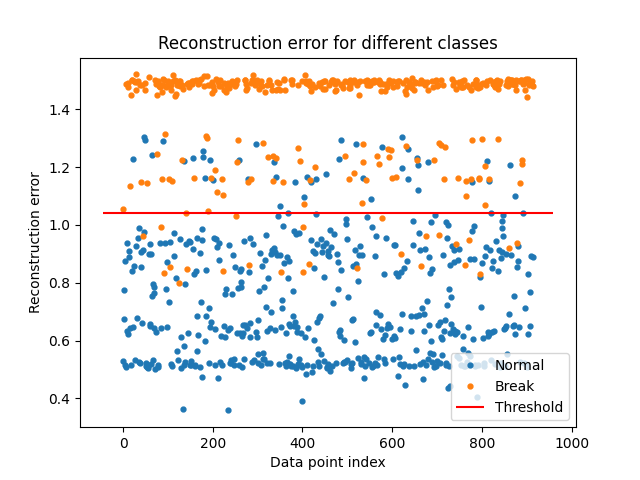 Reconstruction error for different classes
Reconstruction error
1.4
1.2
1.0
0.8
0.6
0.4
0
200
400
600
800
1000
Data point index
Normal
Break
Threshold